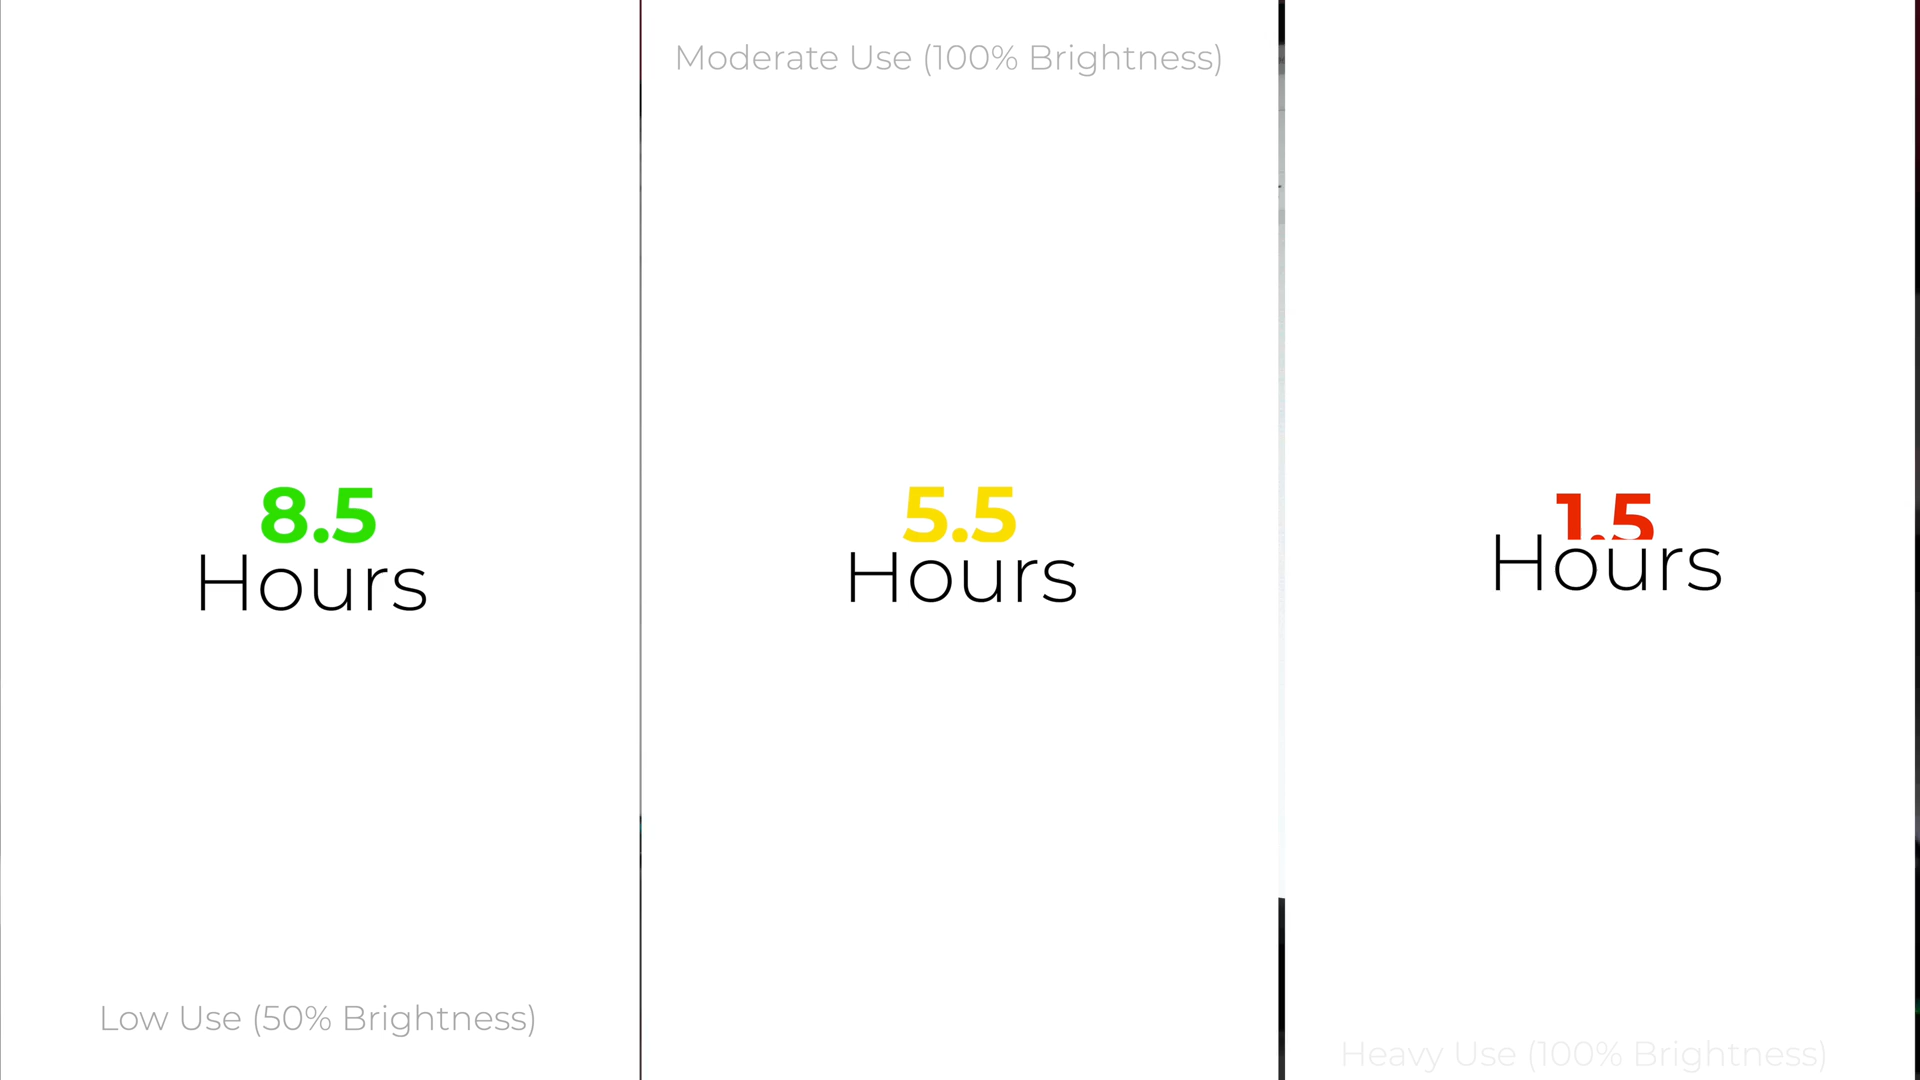 8.5
Hours
Low Use (50% Brightness)
Moderate Use (100% Brightness)
5.5
Hours
1.5
Hours
Heavy Use (100% Brightness)